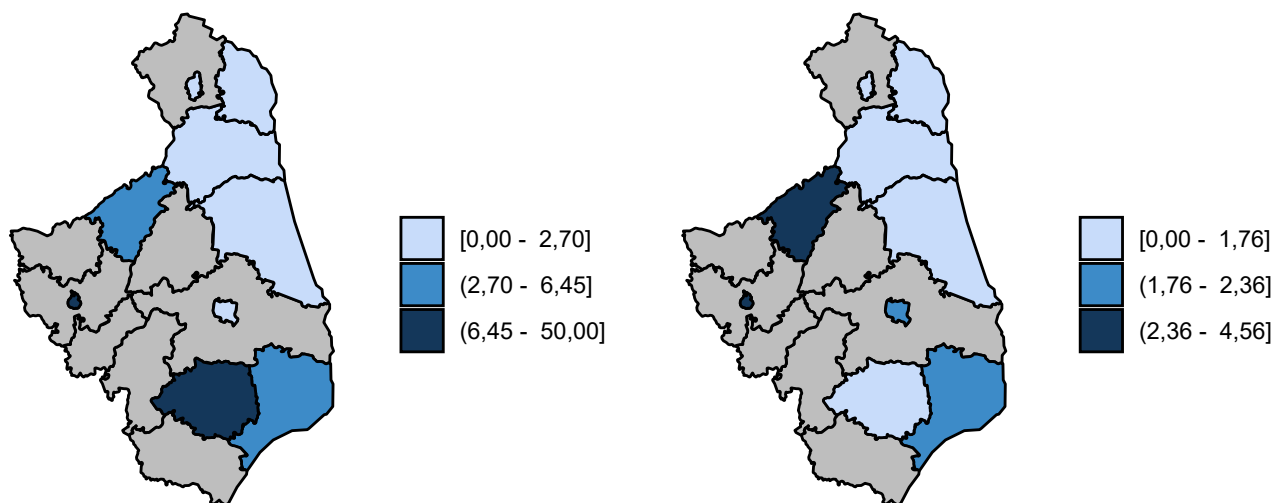 [0,00 - 2,70]
(2,70 - 6,45]
(6,45 - 50,00]
[0,00 - 1,76]
(1,76 - 2,36]
(2,36 - 4,56]